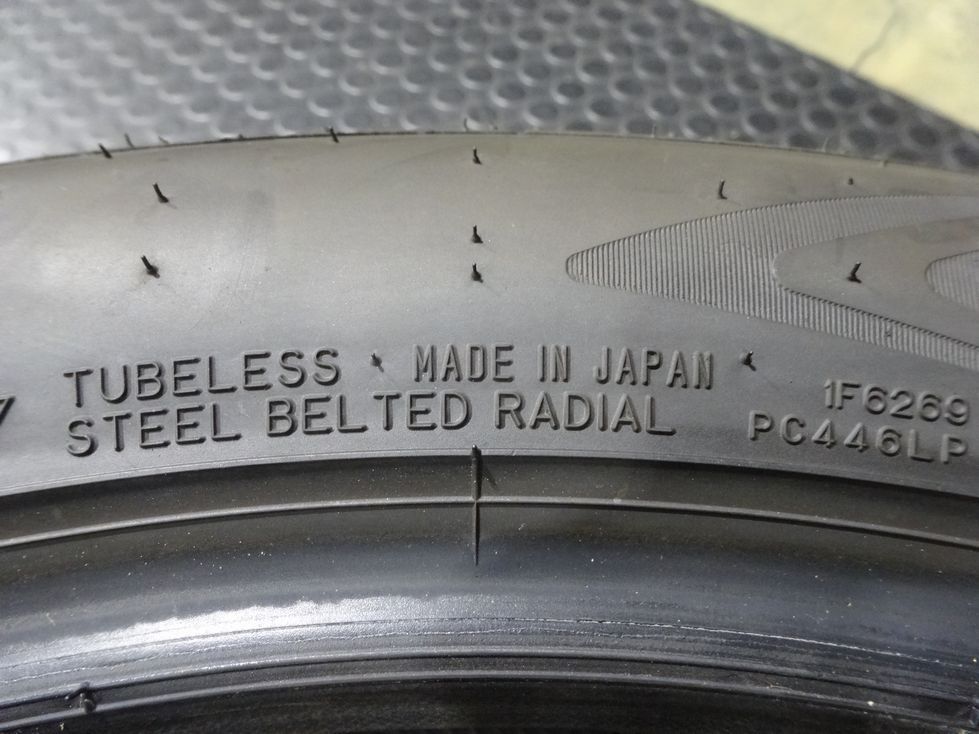 TUBELESS · MADE IN JAPAN
STEEL BELTED RADIAL
1F6269
PC446LP